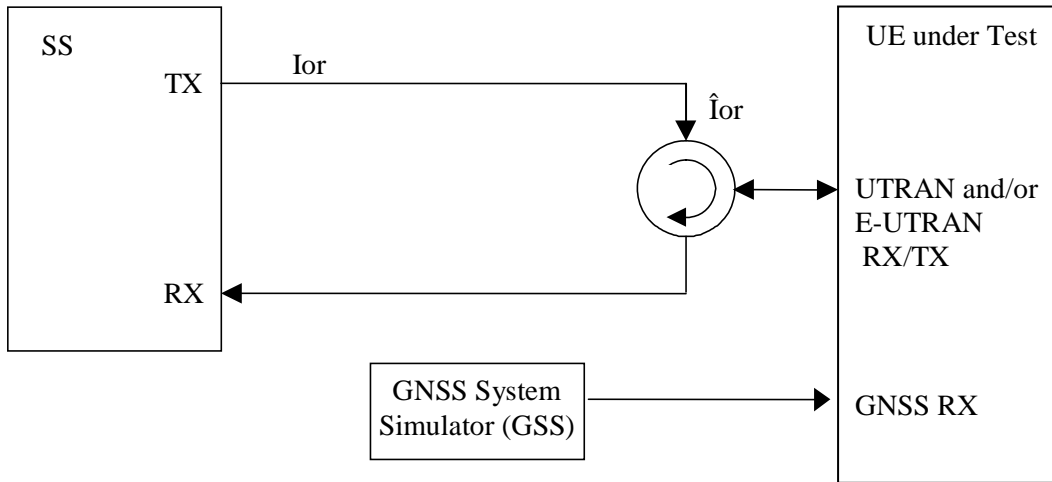 SS
UE under Test
TX
Ior
Îor
UTRAN and/or
E-UTRAN
RX/TX
RX
GNSS System
Simulator (GSS)
GNSS RX